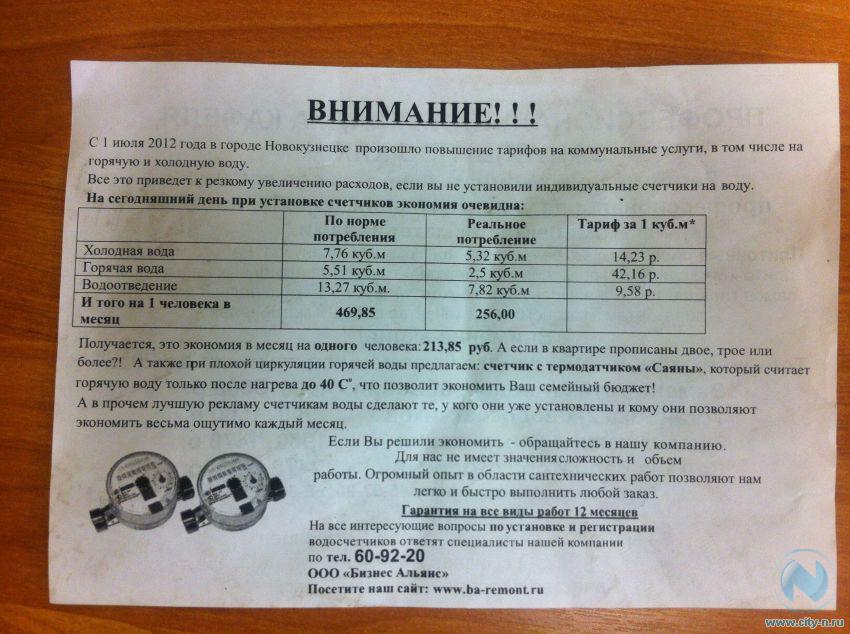 ВНИМАНИЕ! ! !
С 1 июля 2012 года в городе Новокузнецке произошло повышение тарифов на коммунальные услуги, в том числе на
горячую и холодную воду.
Все это приведет к резкому увеличению расходов, если вы не установили индивидуальные счетчики на воду.
На сегодняшний день при установке счетчиков экономия очевидна:
По норме потребления Реальное потребление Тариф за 1 куб.м*
Холодная вода 7,76 куб.м 5,32 куб.м 14,23 р.
Горячая вода 5,51 куб.м 2,5 куб.м 42,16 р.
Водоотведение 13,27 куб.м. 7,82 куб.м 9,58 р.
И того на 1 человека в месяц 469,85 256,00
Получается, это экономия в месяц на одного человека: 213,85 руб. А если в квартире прописаны двое, трое или
более?! А также при плохой циркуляции горячей воды предлагаем: счетчик с термодатчиком «Саяны», который считает
горячую воду только после нагрева до 40 С°, что позволит экономить Ваш семейный бюджет!
А в прочем лучшую рекламу счетчикам воды сделают те, у кого они уже установлены и кому они позволяют
экономить весьма ощутимо каждый месяц.
Если Вы решили экономить - обращайтесь в нашу компанию.
Для нас не имеет значения сложность и объем
работы. Огромный опыт в области сантехнических работ позволяют нам
легко и быстро выполнить любой заказ.
Гарантия на все виды работ 12 месяцев
На все интересующие вопросы по установке и регистрации
водосчетчиков ответят специалисты нашей компании
по тел. 60-92-20
ООО «Бизнес Альянс»
Посетите наш сайт: www.ba-remont.ru
www.city-n.ru